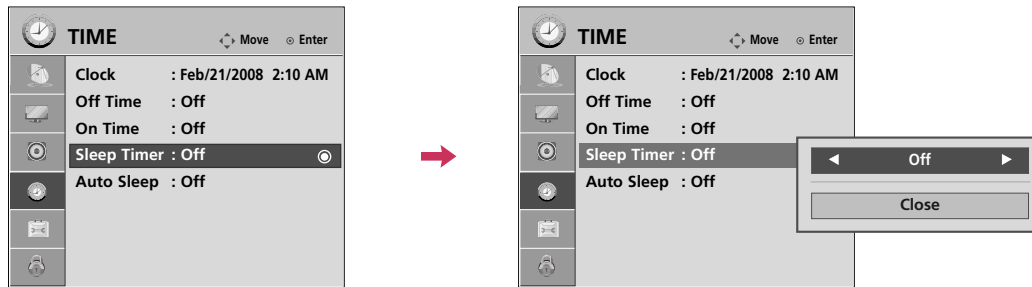 TIME Move Enter
Clock : Feb/21/2008 2:10 AM
Off Time : Off
On Time : Off
Sleep Timer : Off
Auto Sleep : Off
TIME Move Enter
Clock : Feb/21/2008 2:10 AM
Off Time : Off
On Time : Off
Sleep Timer : Off
Auto Sleep : Off
Off
Close